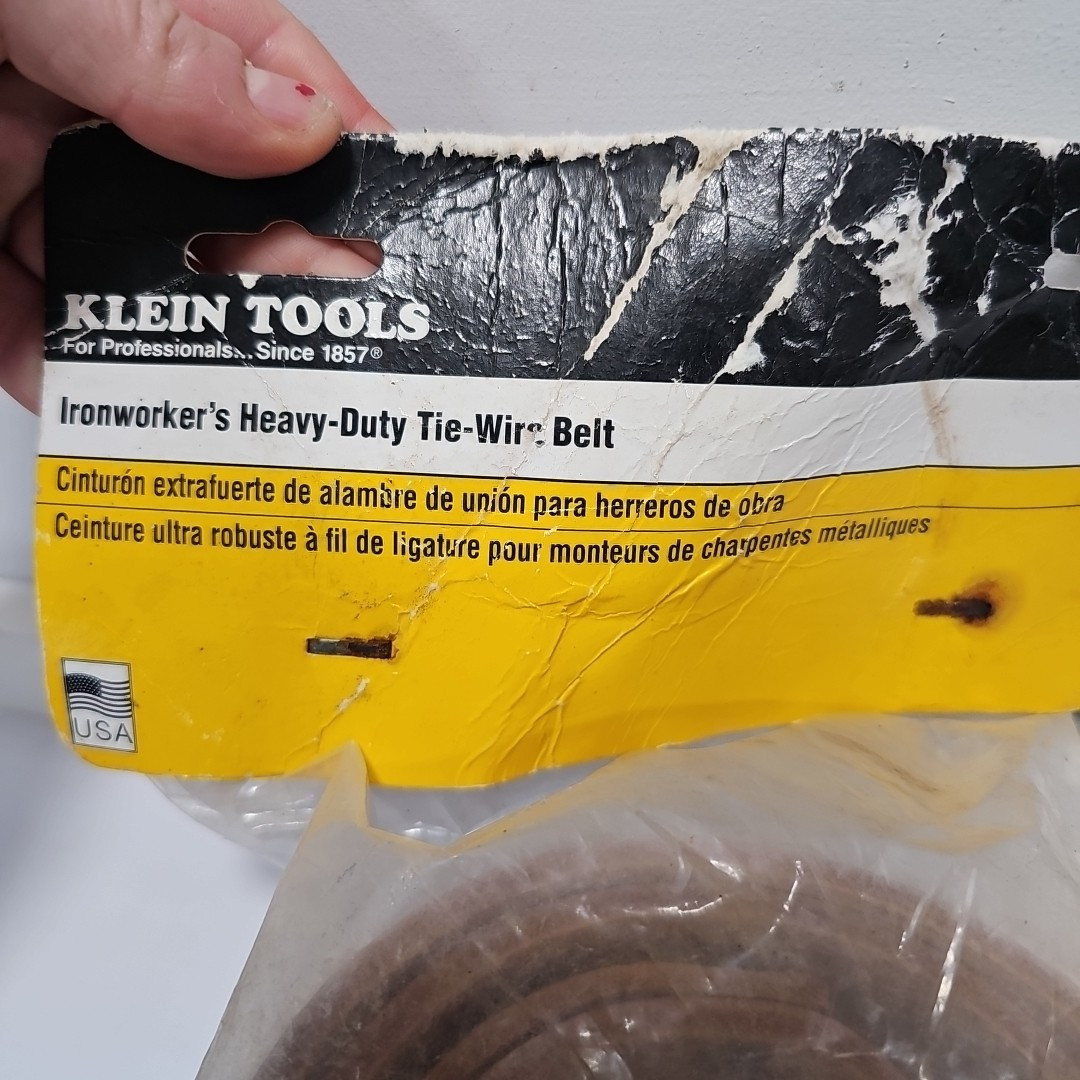 KLEIN TOOLS
For Professionals... Since 1857®
Ironworker's Heavy-Duty Tie-Wire Belt
Cinturón extrafuerte de alambre de unión para herreros de obra
Ceinture ultra robuste à fil de ligature pour monteurs de charpentes métalliques
USA